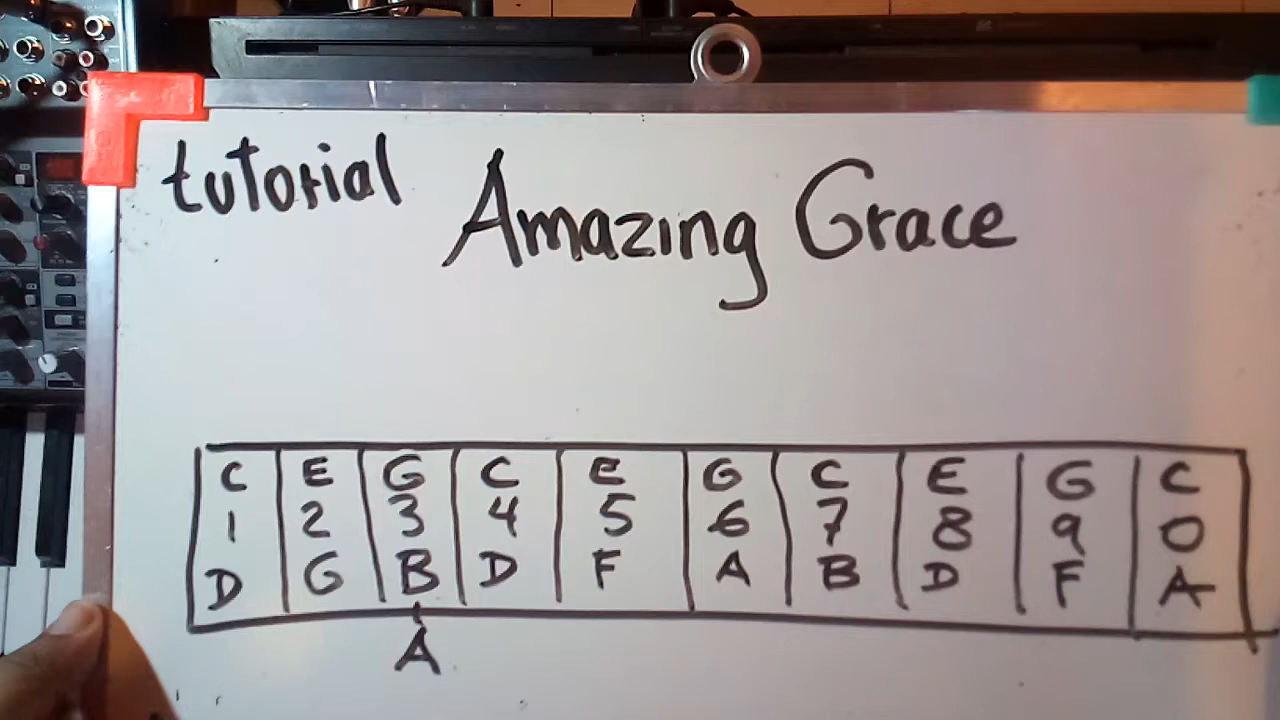 tutorial Amazing Grace
C E G C E G C E G C
1 2 3 4 5 6 7 8 9 0
D G B D F A B D F A
A